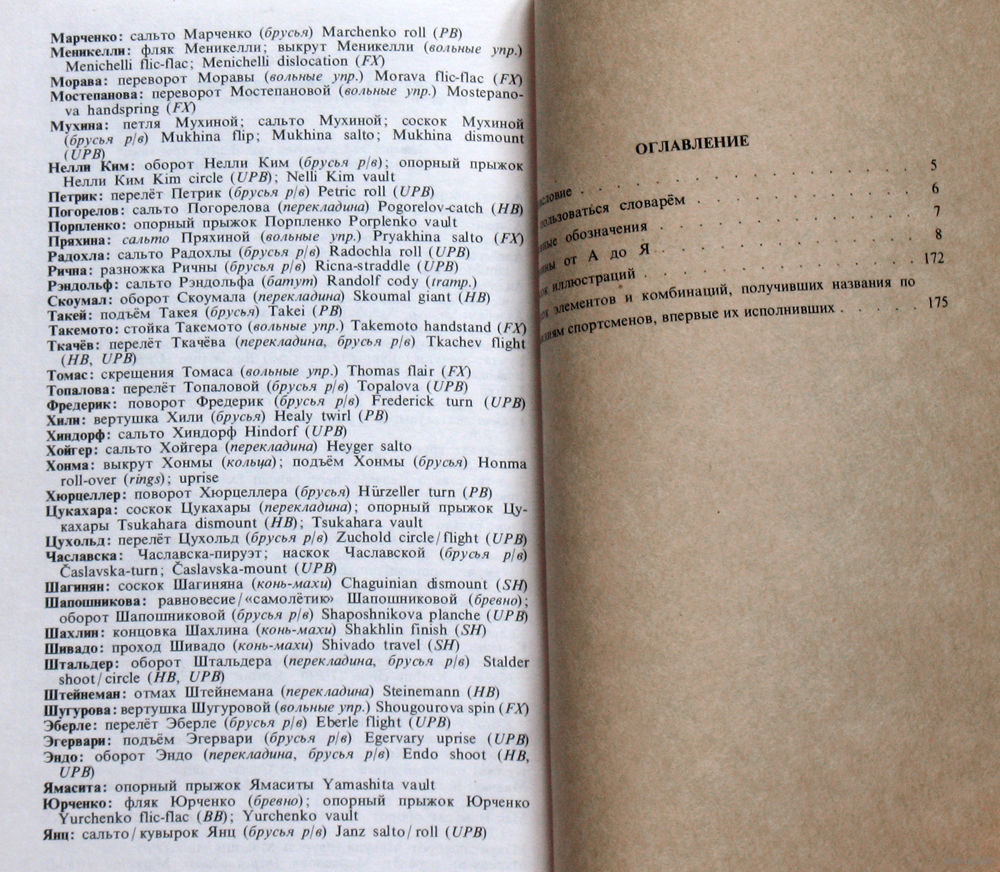 Марченко: сальто Марченко (брусья) Marchenko roll (PB)
Меникелли: фляк Меникелли; выкрут Меникелли (вольные упр.)
Menichelli flic-flac; Menichelli dislocation (FX)
Морава: переворот Моравы (вольные упр.) Morava flic-flac (FX)
Мостепанова: переворот Мостепановой (вольные упр.) Mostepano-
va handspring (FX)
Мухина: петля Мухиной; сальто Мухиной; соскок Мухиной
(брусья р/в) Mukhina flip; Mukhina salto; Mukhina dismount
(UPB)
Нелли Ким: оборот Нелли Ким (брусья р/в); опорный прыжок
Нелли Ким Kim circle (UPB); Nelli Kim vault
Петрик: перелёт Петрик (брусья р/в) Petric roll (UPB)
Погорелов: сальто Погорелова (перекладина) Pogorelov-catch (HB)
Порпленко: опорный прыжок Порпленко Porplenko vault
Пряхина: сальто Пряхиной (вольные упр.) Pryakhina salto (FX)
Радохла: сальто Радохлы (брусья р/в) Radochla roll (UPB)
Рична: разножка Ричны (брусья р/в) Ricna-straddle (UPB)
Рэндольф: сальто Рэндольфа (батут) Randolf cody (tramp.)
Скоумал: оборот Скоумала (перекладина) Skoumal giant (HB)
Такей: подъём Такея (брусья) Takei (PB)
Такемото: стойка Такемото (вольные упр.) Takemoto handstand (FX)
Ткачёв: перелёт Ткачёва (перекладина, брусья р/в) Tkachev flight
(HB, UPB)
Томас: скрещения Томаса (вольные упр.) Thomas flair (FX)
Топалова: перелёт Топаловой (брусья р/в) Topalova (UPB)
Фредерик: поворот Фредерик (брусья р/в) Frederick turn (UPB)
Хили: вертушка Хили (брусья) Healy twirl (PB)
Хиндорф: сальто Хиндорф Hindorf (UPB)
Хойгер: сальто Хойгера (перекладина) Heyger salto
Хонма: выкрут Хонмы (кольца); подъём Хонмы (брусья) Honma
roll-over (rings); uprise
Хюрцеллер: поворот Хюрцеллера (брусья) Hürzeller turn (PB)
Цукахара: соскок Цукахары (перекладина); опорный прыжок Цу-
кахары Tsukahara dismount (HB); Tsukahara vault
Цухольд: перелёт Цухольд (брусья р/в) Zuchold circle/flight (UPB)
Чаславска: Чаславска-пируэт; наскок Чаславской (брусья р/в)
Časlavska-turn; Časlavska-mount (UPB)
Шагинян: соскок Шагиняна (конь-махи) Chaguinian dismount (SH)
Шапошникова: равновесие/«самолётик» Шапошниковой (бревно);
оборот Шапошниковой (брусья р/в) Shaposhnikova planche (UPB)
Шахлин: концовка Шахлина (конь-махи) Shakhlin finish (SH)
Шивадо: проход Шивадо (конь-махи) Shivado travel (SH)
Штальдер: оборот Штальдера (перекладина, брусья р/в) Stalder
shoot/circle (HB, UPB)
Штейнеман: отмах Штейнемана (перекладина) Steinemann (HB)
Шугурова: вертушка Шугуровой (вольные упр.) Shougourova spin (FX)
Эберле: перелёт Эберле (брусья р/в) Eberle flight (UPB)
Эгервари: подъём Эгервари (брусья р/в) Egervary uprise (UPB)
Эндо: оборот Эндо (перекладина, брусья р/в) Endo shoot (HB,
UPB)
Ямасита: опорный прыжок Ямаситы Yamashita vault
Юрченко: фляк Юрченко (бревно); опорный прыжок Юрченко
Yurchenko flic-flac (BB); Yurchenko vault
Янц: сальто/кувырок Янц (брусья р/в) Janz salto/roll (UPB)
ОГЛАВЛЕНИЕ
исловие . . . . . . . . . . 5
ользоваться словарём . . . . . . . 6
ные обозначения . . . . . . . . 7
ины от А до Я . . . . . . . . 8
ок иллюстраций . . . . . . . . 172
ок элементов и комбинаций, получивших названия по
иям спортсменов, впервые их исполнивших . . . . . 175